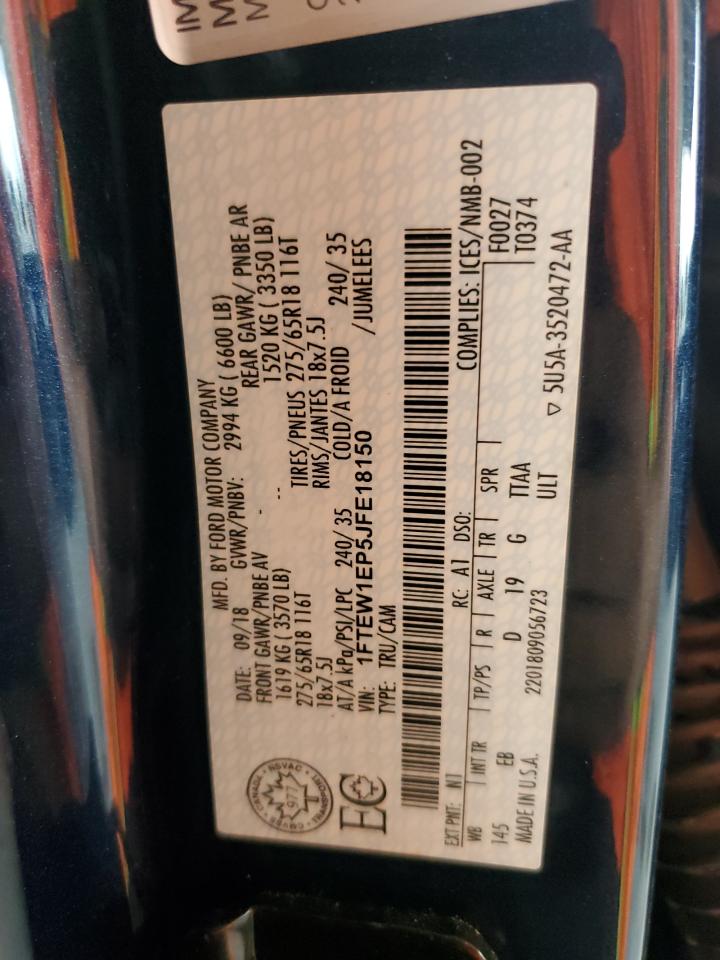 MFD. BY FORD MOTOR COMPANY
DATE: 09/18 GVWR/PNBV: 2994 KG ( 6600 LB)
FRONT GAWR/PNBE AV - REAR GAWR/ PNBE AR
1619 KG ( 3570 LB) -- 1520 KG ( 3350 LB)
275/65R18 116T TIRES/PNEUS 275/65R18 116T
18x7.5J RIMS/JANTES 18x7.5J
AT/A kPa/PSI/LPC 240/ 35 COLD/A FROID 240/ 35
VIN: 1FTEW1EP5JFE18150 /JUMELEES
TYPE: TRU/CAM
CANADA • NSVAC
977
TRANSPORT
EC
COMPLIES: ICES/NMB-002
EXT PNT: N1 RC: A1 DSO: F0027
WB INT TR TP/PS R AXLE TR SPR T0374
145 EB D 19 G TTAA
MADE IN U.S.A. 2201809056723 ULT
▽ 5U5A-3520472-AA